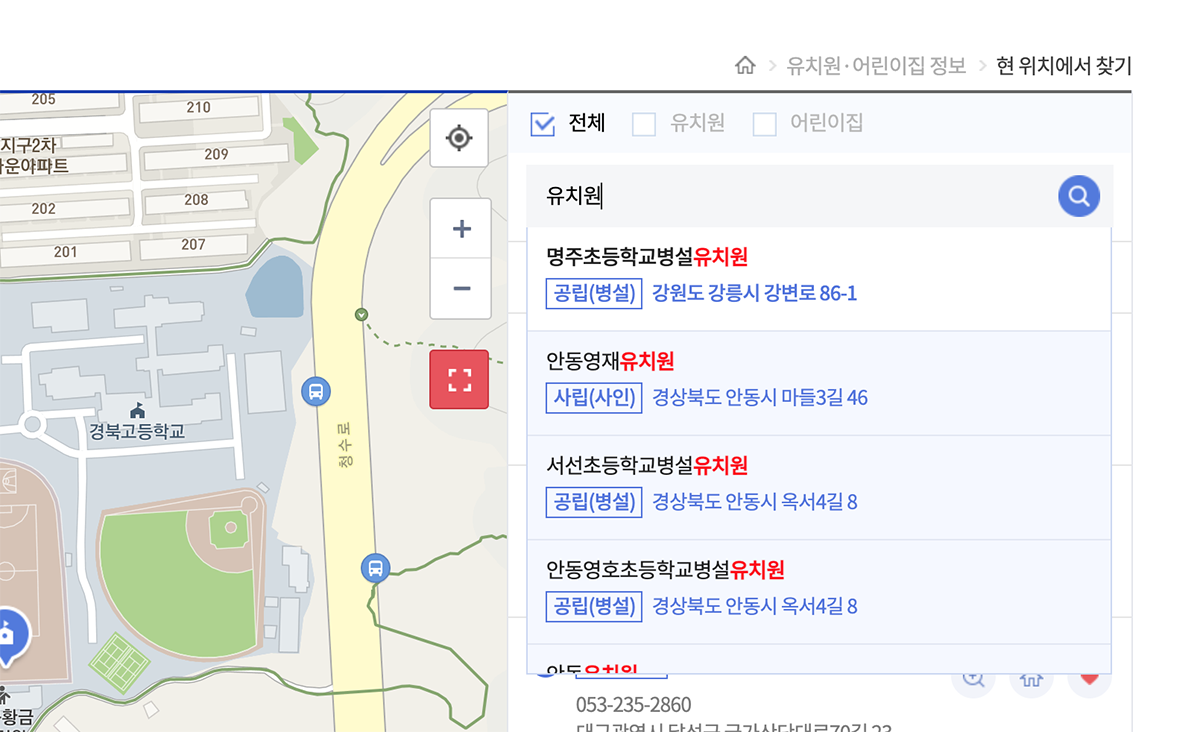 유치원·어린이집 정보
현 위치에서 찾기
전체
유치원
어린이집
유치원
명주초등학교병설유치원
공립(병설) 강원도 강릉시 강변로 86-1
안동영재유치원
사립(사인) 경상북도 안동시 마들3길 46
서선초등학교병설유치원
공립(병설) 경상북도 안동시 옥서4길 8
안동영호초등학교병설유치원
공립(병설) 경상북도 안동시 옥서4길 8
안동유치원
053-235-2860
205
210
지구2차
209
타운아파트
202
208
201
207
경북고등학교
청수로
황금